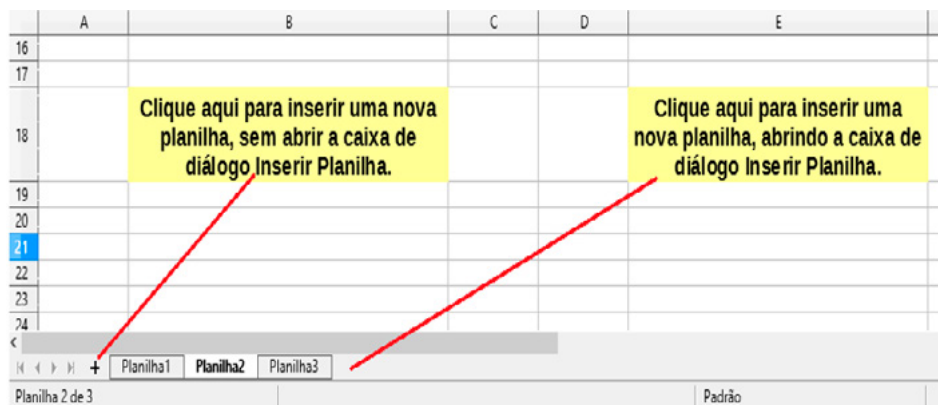 A B C D E
16
17
Clique aqui para inserir uma nova
planilha, sem abrir a caixa de
diálogo Inserir Planilha.
Clique aqui para inserir uma
nova planilha, abrindo a caixa de
diálogo Inserir Planilha.
18
19
20
21
22
23
24
+ Planilha1 Planilha2 Planilha3
Planilha 2 de 3 Padrão